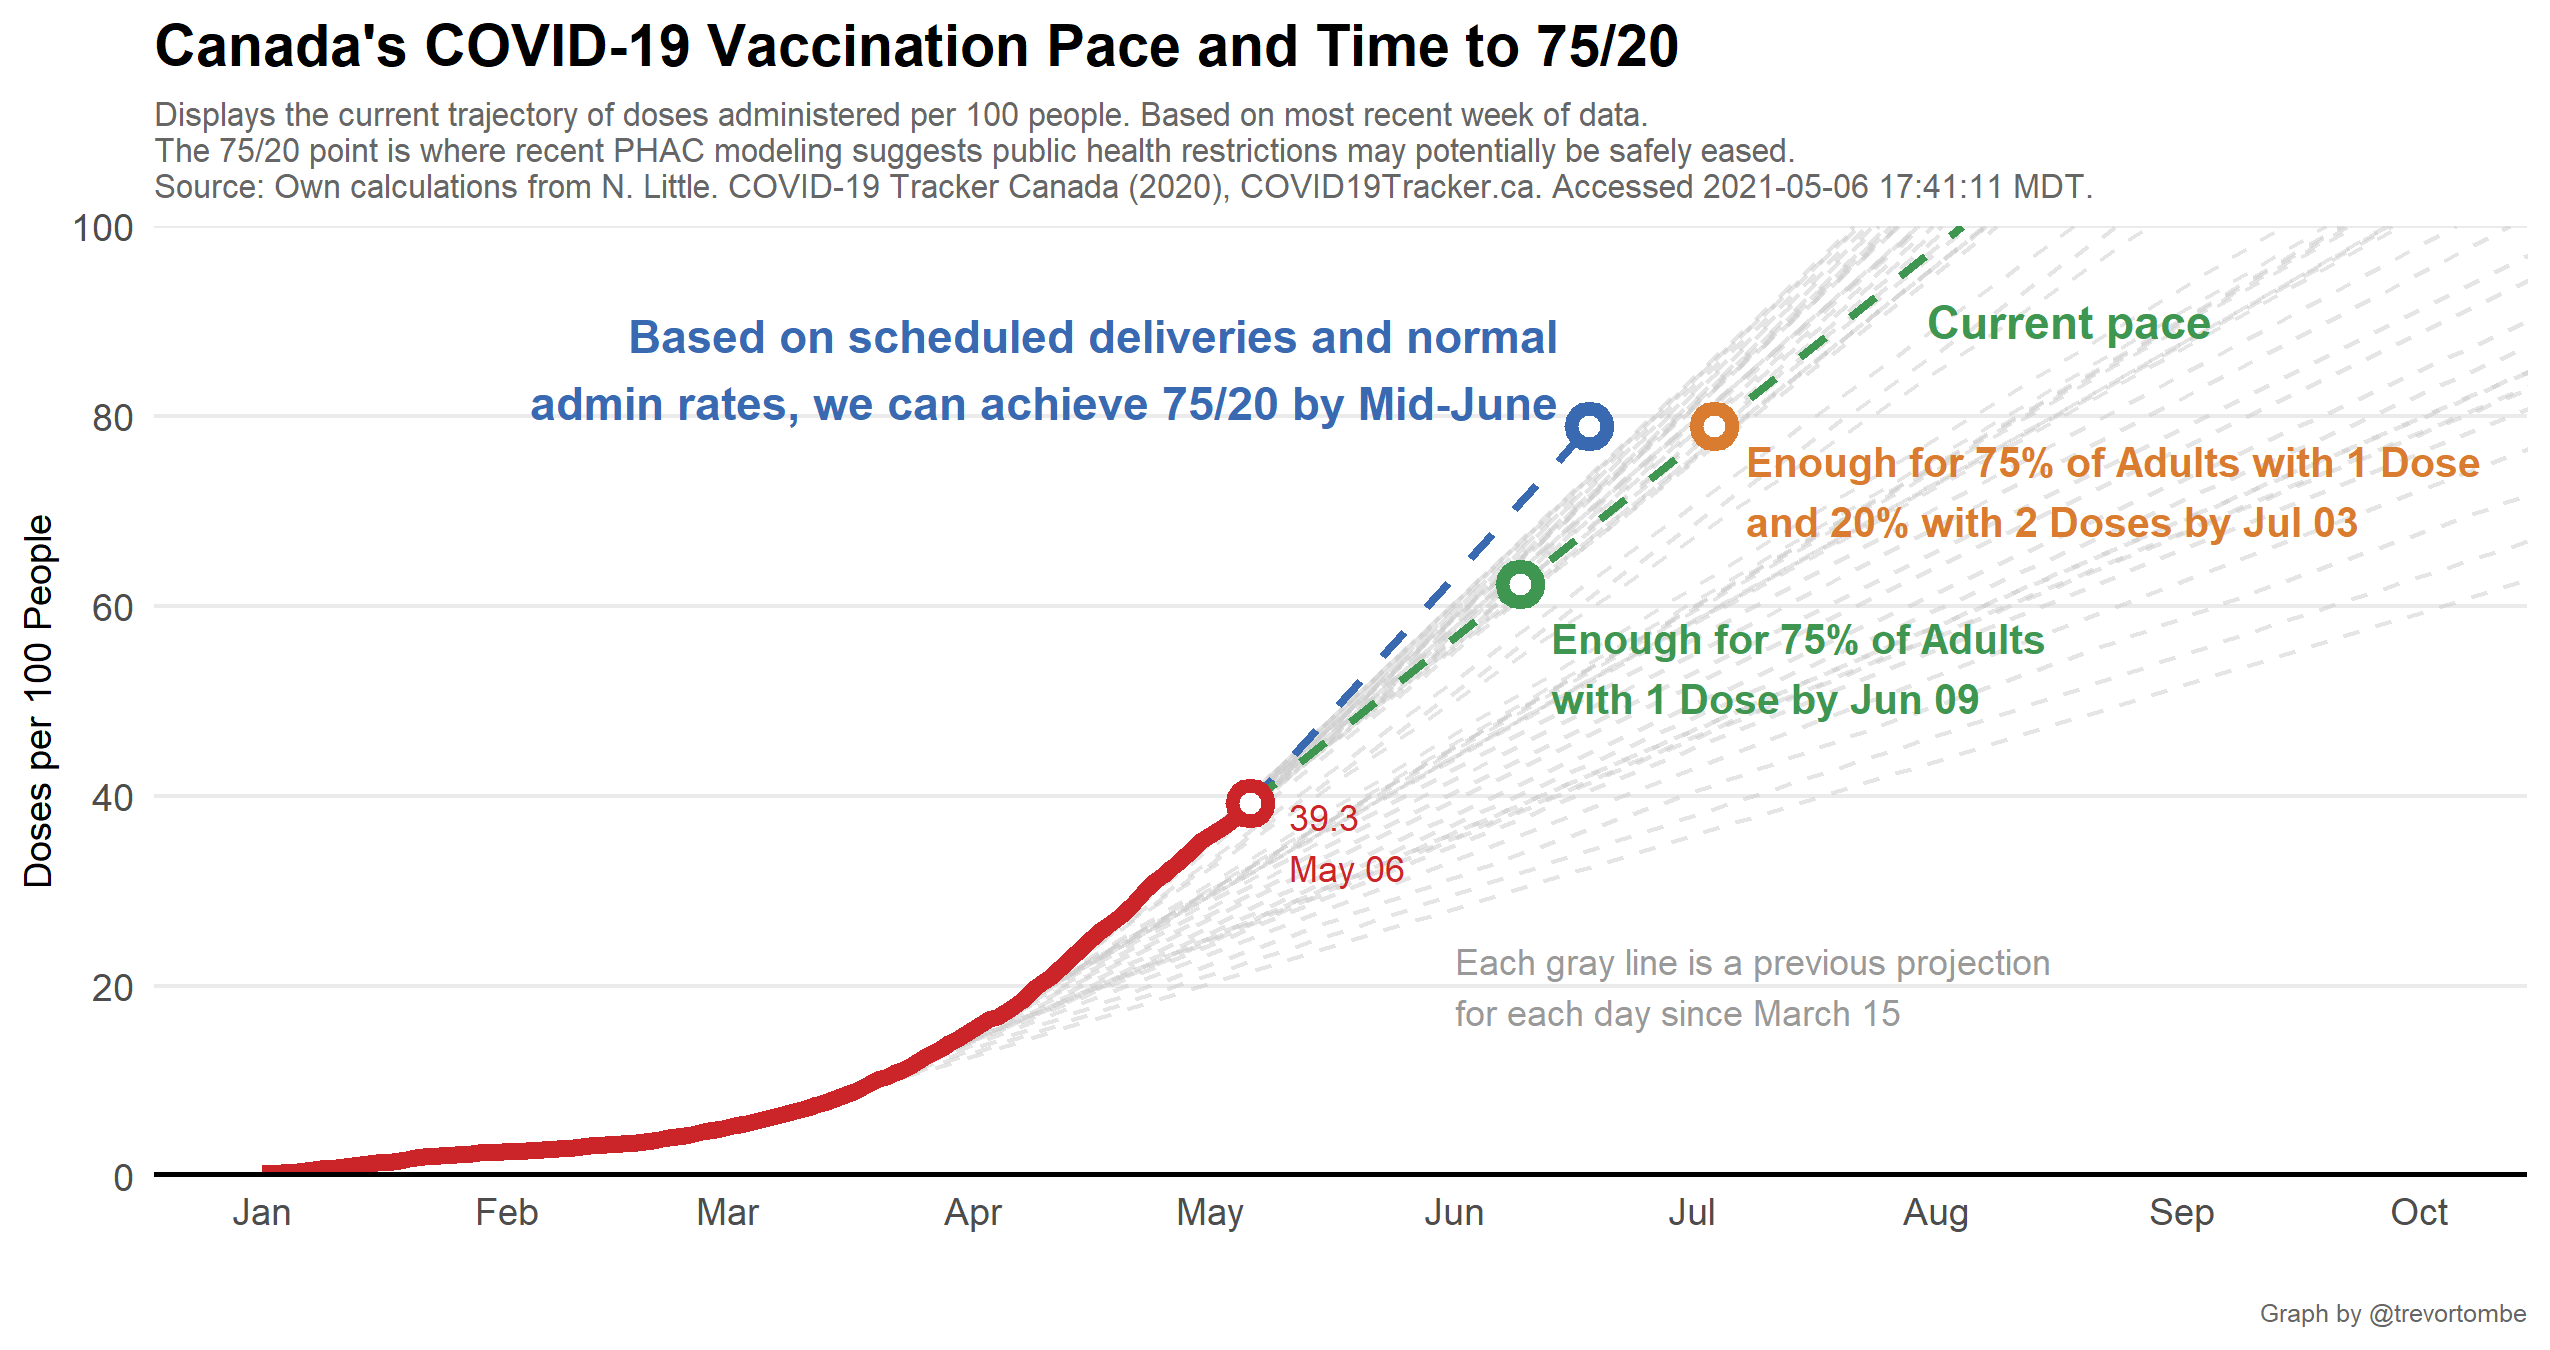 Canada's COVID-19 Vaccination Pace and Time to 75/20
Displays the current trajectory of doses administered per 100 people. Based on most recent week of data.
The 75/20 point is where recent PHAC modeling suggests public health restrictions may potentially be safely eased.
Source: Own calculations from N. Little. COVID-19 Tracker Canada (2020), COVID19Tracker.ca. Accessed 2021-05-06 17:41:11 MDT.
Doses per 100 People
100
80
60
40
20
0
Based on scheduled deliveries and normal
admin rates, we can achieve 75/20 by Mid-June
Current pace
Enough for 75% of Adults with 1 Dose
and 20% with 2 Doses by Jul 03
Enough for 75% of Adults
with 1 Dose by Jun 09
39.3
May 06
Each gray line is a previous projection
for each day since March 15
Jan Feb Mar Apr May Jun Jul Aug Sep Oct
Graph by @trevortombe